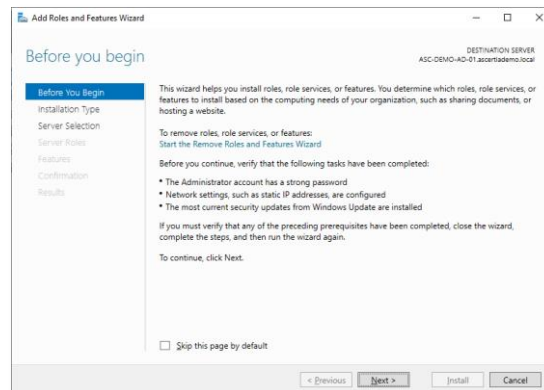 Add Roles and Features Wizard
Before you begin
DESTINATION SERVER
ASC-DEMO-AD-01.ascertiademo.local
Before You Begin
Installation Type
Server Selection
Server Roles
Features
Confirmation
Results
This wizard helps you install roles, role services, or features. You determine which roles, role services, or
features to install based on the computing needs of your organization, such as sharing documents, or
hosting a website.
To remove roles, role services, or features:
Start the Remove Roles and Features Wizard
Before you continue, verify that the following tasks have been completed:
• The Administrator account has a strong password
• Network settings, such as static IP addresses, are configured
• The most current security updates from Windows Update are installed
If you must verify that any of the preceding prerequisites have been completed, close the wizard,
complete the steps, and then run the wizard again.
To continue, click Next.
Skip this page by default
< Previous
Next >
Install
Cancel